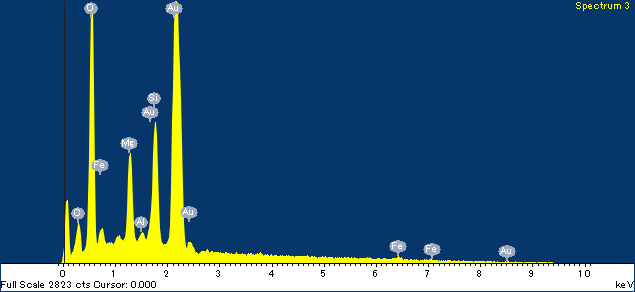 Spectrum 3
O Au
Si
Au
Mg
Fe
C Al Au
Fe Fe Au
0 1 2 3 4 5 6 7 8 9 10
Full Scale 2823 cts Cursor: 0.000 keV